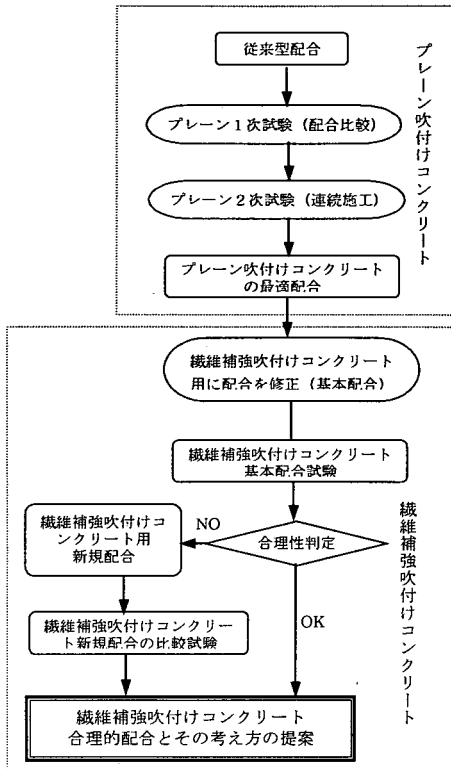 従来型配合
プレーン1次試験（配合比較）
プレーン2次試験（連続施工）
プレーン吹付けコンクリート
の最適配合
プレーン吹付けコンクリート
繊維補強吹付けコンクリート
用に配合を修正（基本配合）
繊維補強吹付けコンクリート
基本配合試験
合理性判定
NO
OK
繊維補強吹付けコ
ンクリート用
新規配合
繊維補強吹付けコンクリー
ト新規配合の比較試験
繊維補強吹付けコンクリート
合理的配合とその考え方の提案
繊維補強吹付けコンクリート